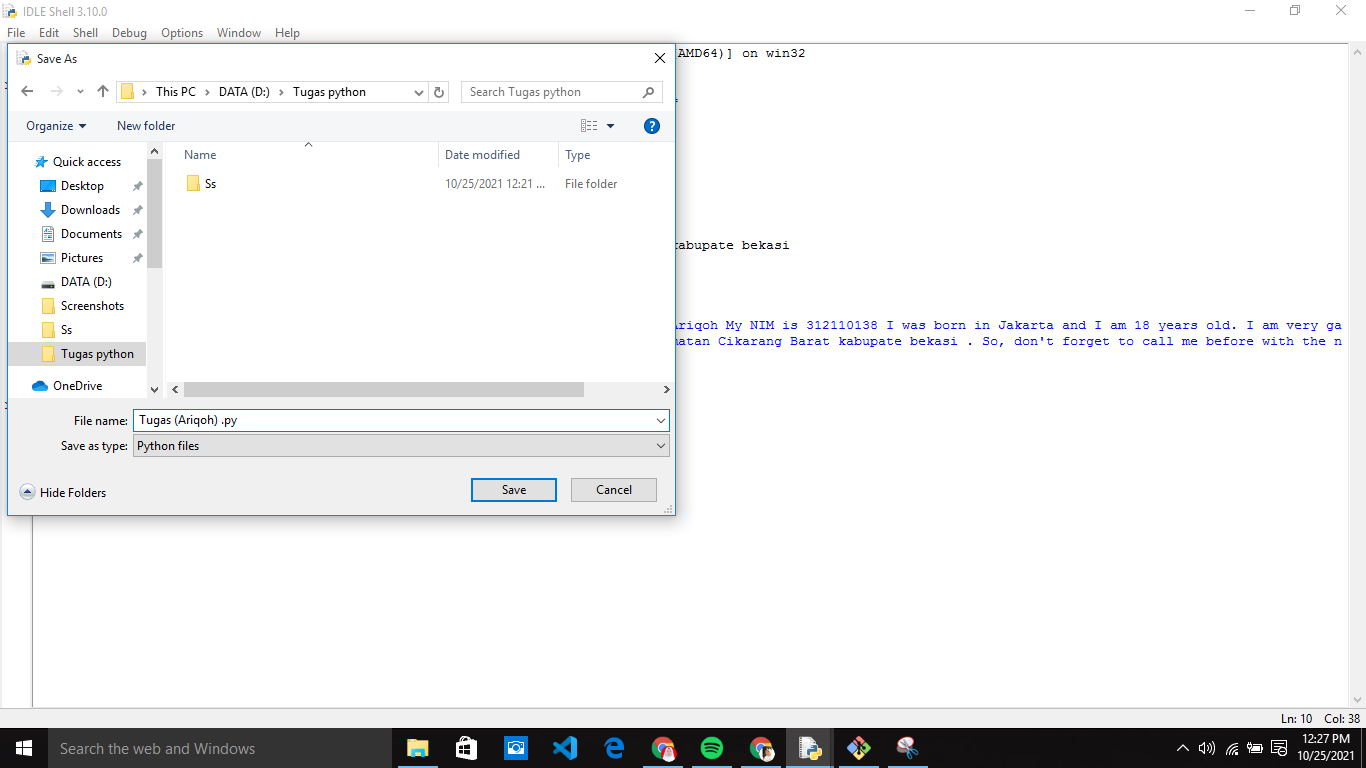 IDLE Shell 3.10.0
File Edit Shell Debug Options Window Help
AMD64)] on win32
Save As
This PC > DATA (D:) > Tugas python
Search Tugas python
Organize New folder
Name Date modified Type
Quick access
Ss 10/25/2021 12:21 ... File folder
Desktop
Downloads
Documents
Pictures
DATA (D:)
Screenshots
Ss
Tugas python
OneDrive
kabupate bekasi
Ariqoh My NIM is 312110138 I was born in Jakarta and I am 18 years old. I am very ga
matan Cikarang Barat kabupate bekasi . So, don't forget to call me before with the n
File name: Tugas (Ariqoh) .py
Save as type: Python files
Hide Folders
Save Cancel
Ln: 10 Col: 38
Search the web and Windows
12:27 PM
10/25/2021